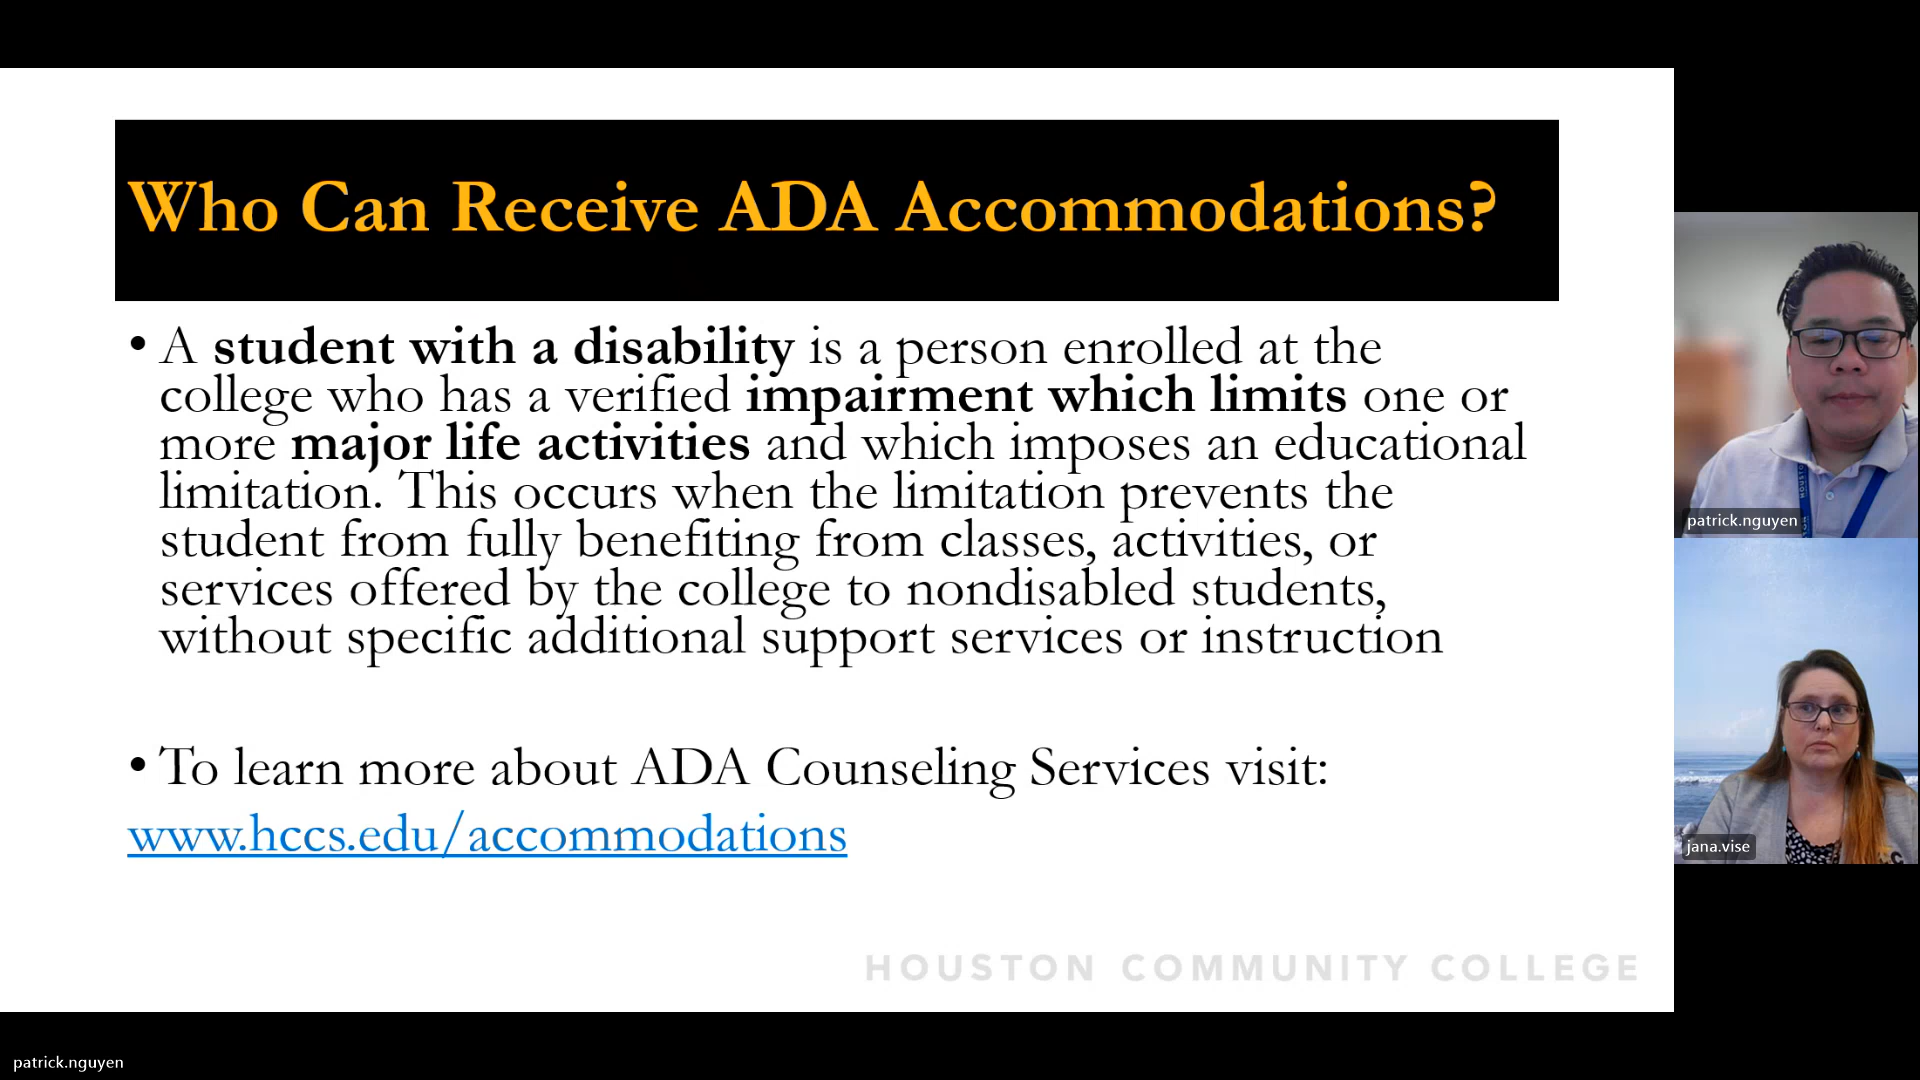 Who Can Receive ADA Accommodations?
• A student with a disability is a person enrolled at the
college who has a verified impairment which limits one or
more major life activities and which imposes an educational
limitation. This occurs when the limitation prevents the
student from fully benefiting from classes, activities, or
services offered by the college to nondisabled students,
without specific additional support services or instruction
• To learn more about ADA Counseling Services visit:
www.hccs.edu/accommodations
HOUSTON COMMUNITY COLLEGE
patrick.nguyen
jana.vise
patrick.nguyen